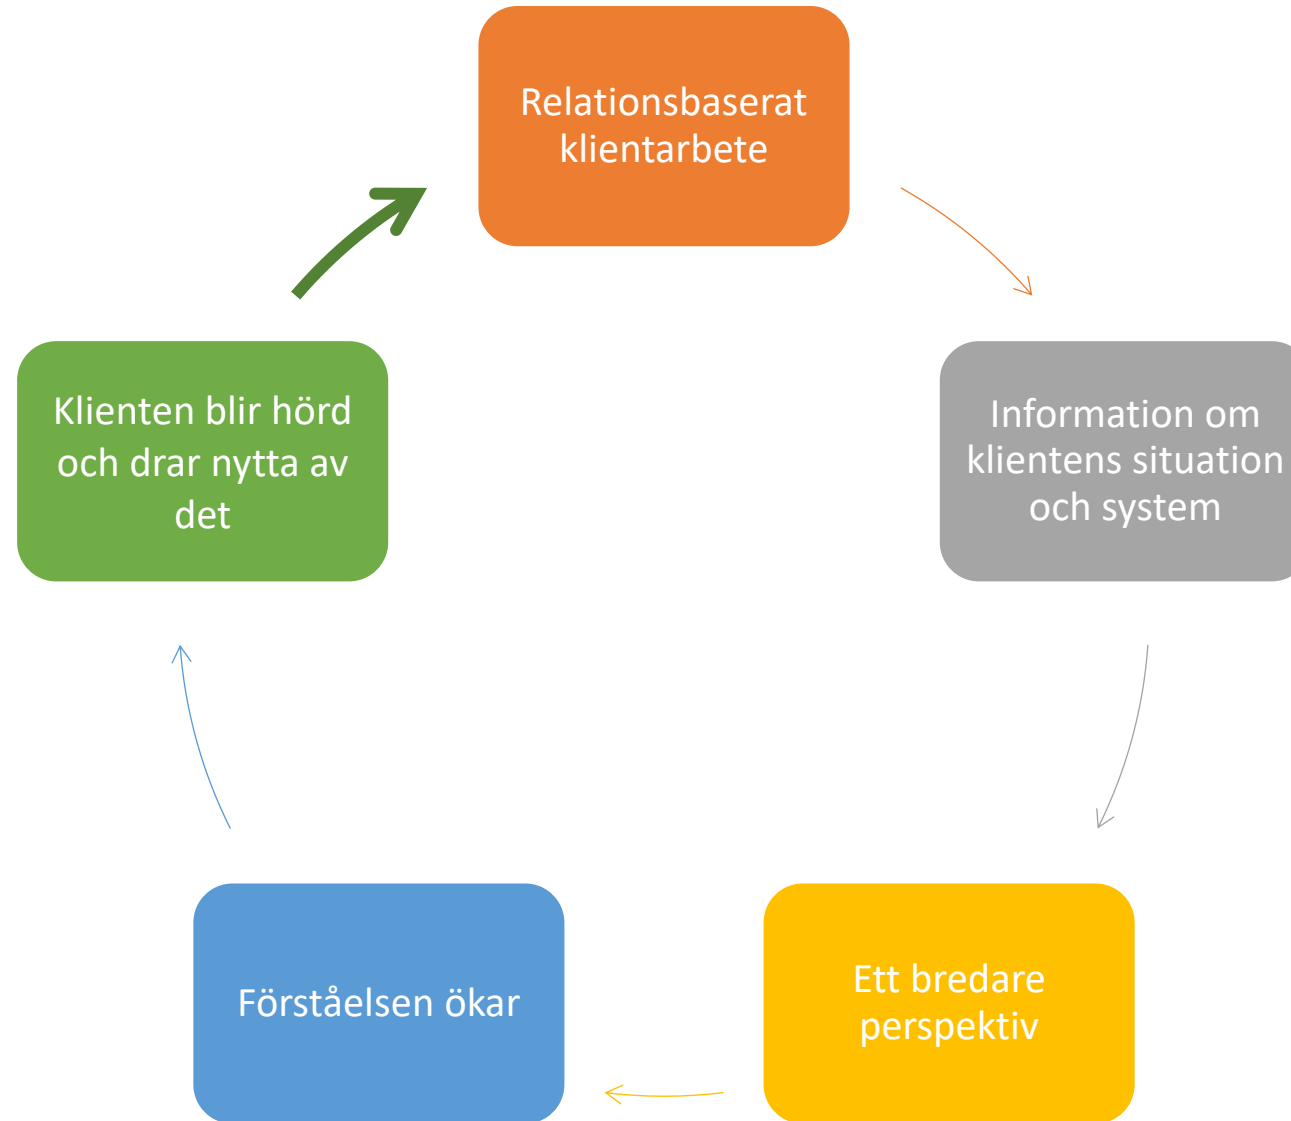 Relationsbaserat
klientarbete
Information om
klientens situation
och system
Ett bredare
perspektiv
Förståelsen ökar
Klienten blir hörd
och drar nytta av
det